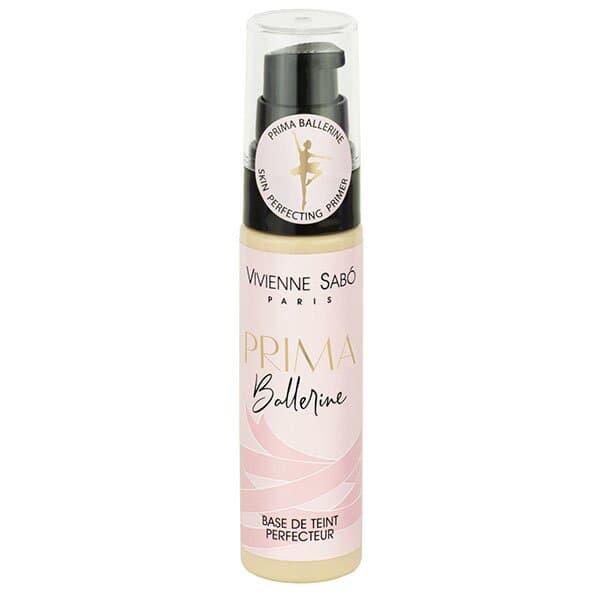 PRIMA BALLERINE
SKIN PERFECTING PRIMER
VIVIENNE SABÓ
PARIS
PRIMA
Ballerine
BASE DE TEINT
PERFECTEUR